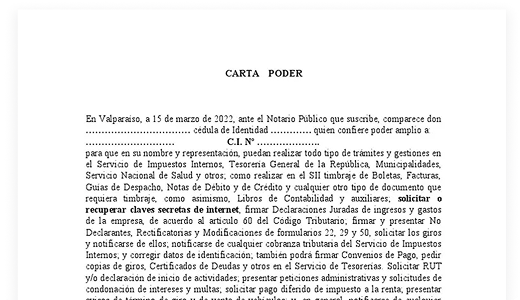 CARTA PODER
En Valparaiso, a 15 de marzo de 2022, ante el Notario Público que suscribe, comparece don
................................ cédula de Identidad ............. quien confiere poder amplio a:
........................... C.I. Nº ...................
para que en su nombre y representación, puedan realizar todo tipo de trámites y gestiones en
el Servicio de Impuestos Internos, Tesorería General de la República, Municipalidades,
Servicio Nacional de Salud y otros; como realizar en el SII timbraje de Boletas, Facturas,
Guías de Despacho, Notas de Débito y de Crédito y cualquier otro tipo de documento que
requiera timbraje, como asimismo, Libros de Contabilidad y auxiliares; solicitar o
recuperar claves secretas de internet, firmar Declaraciones Juradas de ingresos y gastos
de la empresa, de acuerdo al artículo 60 del Código Tributario; firmar y presentar No
Declarantes, Rectificatorias y Modificaciones de formularios 22, 29 y 50, solicitar los giros
y notificarse de ellos; notificarse de cualquier cobranza tributaria del Servicio de Impuestos
Internos, y corregir datos de identificación; también podrá firmar Convenios de Pago, pedir
copias de giros, Certificados de Deudas y otros en el Servicio de Tesorerías. Solicitar RUT
y/o declaración de inicio de actividades; presentar peticiones administrativas y solicitudes de
condonación de intereses y multas; solicitar pago diferido de impuesto a la renta, presentar